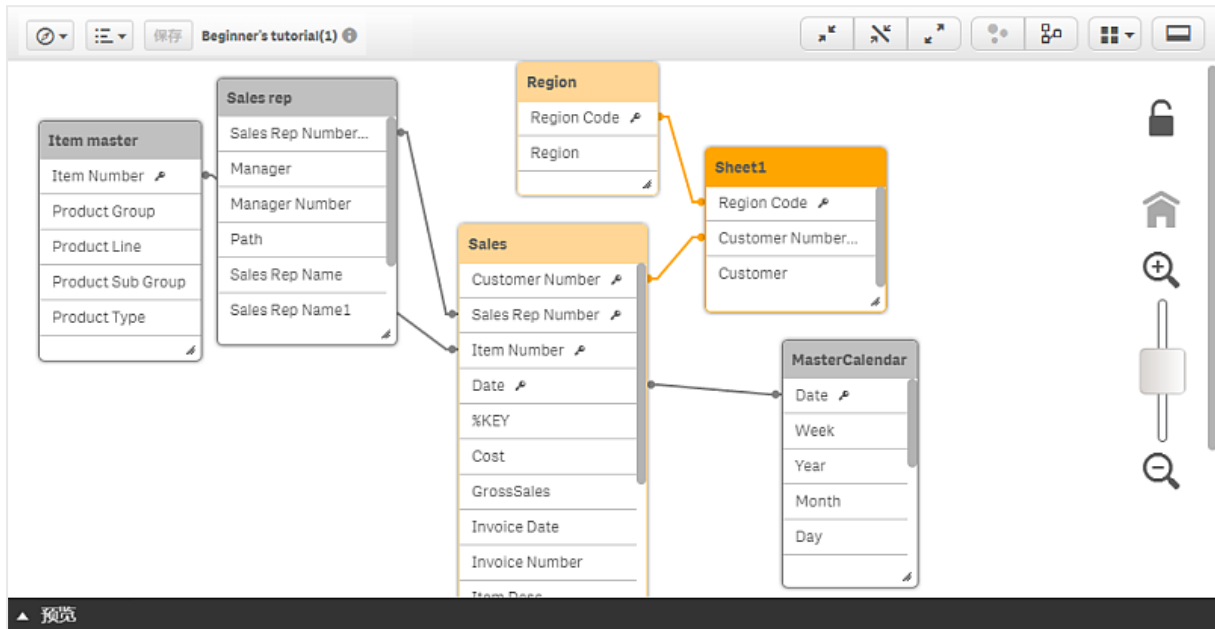 保存
Beginner's tutorial(1)
Item master
Item Number
Product Group
Product Line
Product Sub Group
Product Type
Sales rep
Sales Rep Number...
Manager
Manager Number
Path
Sales Rep Name
Sales Rep Name1
Region
Region Code
Region
Sales
Customer Number
Sales Rep Number
Item Number
Date
%KEY
Cost
GrossSales
Invoice Date
Invoice Number
Item Desc
Sheet1
Region Code
Customer Number...
Customer
MasterCalendar
Date
Week
Year
Month
Day
预览